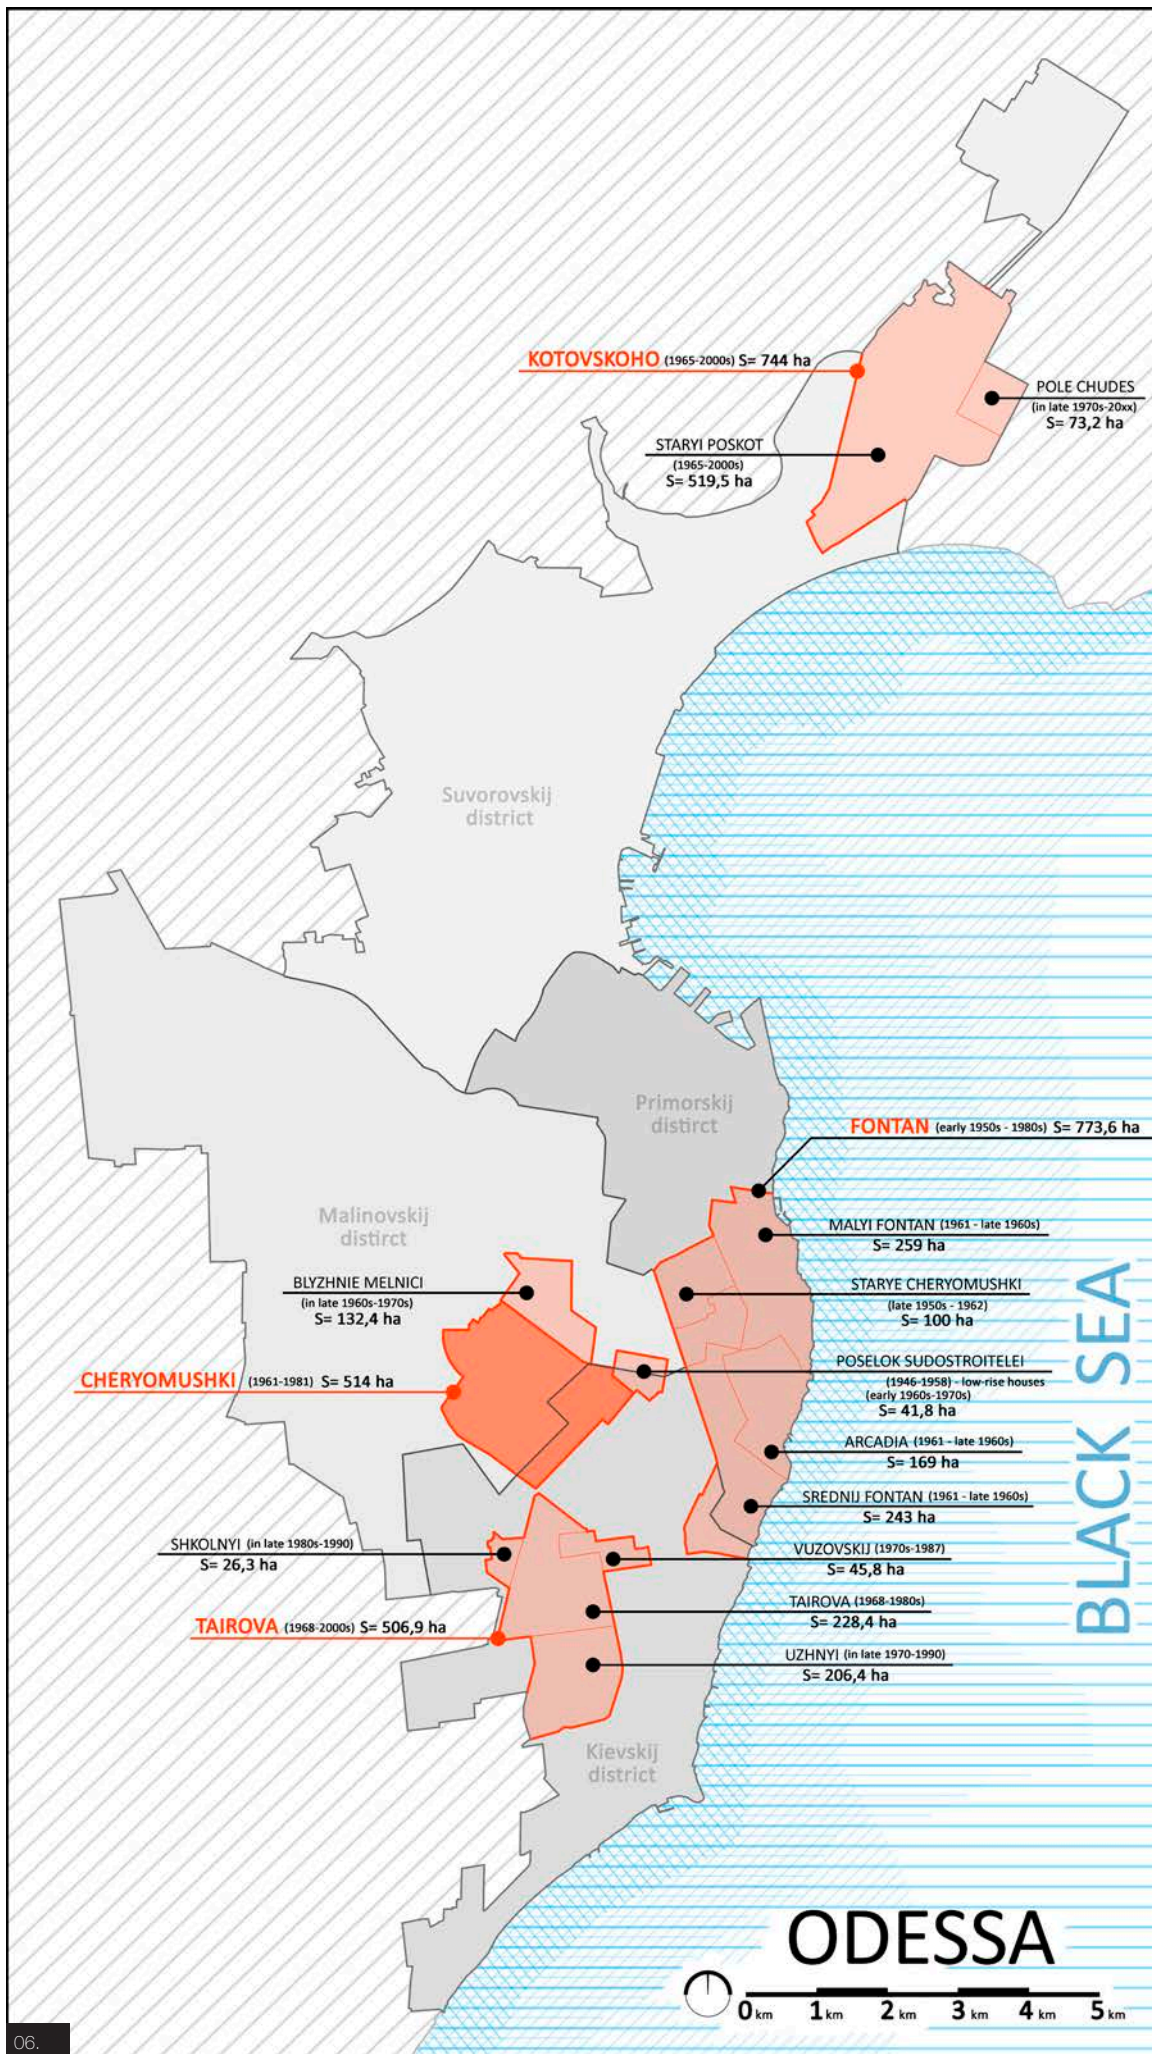 KOTOVSKOHO (1965-2000s) S= 744 ha
POLE CHUDES
(in late 1970s-20xx)
S= 73,2 ha
STARYI POSKOT
(1965-2000s)
S= 519,5 ha
Suvorovskij
district
Primorskij
distirct
FONTAN (early 1950s - 1980s) S= 773,6 ha
Malinovskij
distirct
MALYI FONTAN (1961 - late 1960s)
S= 259 ha
BLYZHNIE MELNICI
(in late 1960s-1970s)
S= 132,4 ha
STARYE CHERYOMUSHKI
(late 1950s - 1962)
S= 100 ha
CHERYOMUSHKI (1961-1981) S= 514 ha
POSELOK SUDOSTROITELEI
(1946-1958) - low-rise houses
(early 1960s-1970s)
S= 41,8 ha
ARCADIA (1961 - late 1960s)
S= 169 ha
SREDNIJ FONTAN (1961 - late 1960s)
S= 243 ha
BLACK SEA
SHKOLNYI (in late 1980s-1990)
S= 26,3 ha
VUZOVSKIJ (1970s-1987)
S= 45,8 ha
TAIROVA (1968-2000s) S= 506,9 ha
TAIROVA (1968-1980s)
S= 228,4 ha
UZHNYI (in late 1970-1990)
S= 206,4 ha
Kievskij
district
ODESSA
0 km 1 km 2 km 3 km 4 km 5 km
06.